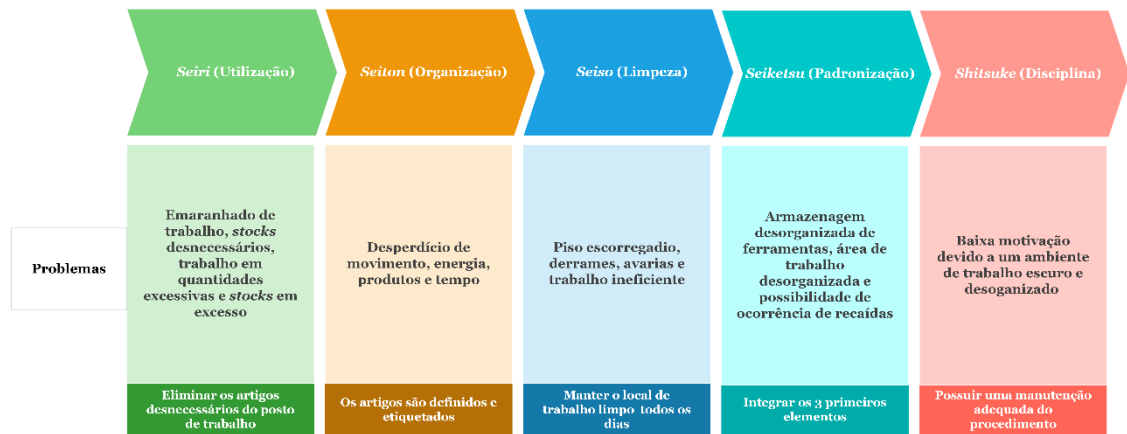 Seiri (Utilização)
Seiton (Organização)
Seiso (Limpeza)
Seiketsu (Padronização)
Shitsuke (Disciplina)
Problemas
Emaranhado de
trabalho, stocks
desnecessários,
trabalho em
quantidades
excessivas e stocks em
excesso
Desperdício de
movimento, energia,
produtos e tempo
Piso escorregadio,
derrames, avarias e
trabalho ineficiente
Armazenagem
desorganizada de
ferramentas, área de
trabalho
desorganizada e
possibilidade de
ocorrência de recaídas
Baixa motivação
devido a um ambiente
de trabalho escuro e
desoganizado
Eliminar os artigos
desnecessários do posto
de trabalho
Os artigos são definidos e
etiquetados
Manter o local de
trabalho limpo todos os
dias
Integrar os 3 primeiros
elementos
Possuir uma manutenção
adequada do
procedimento